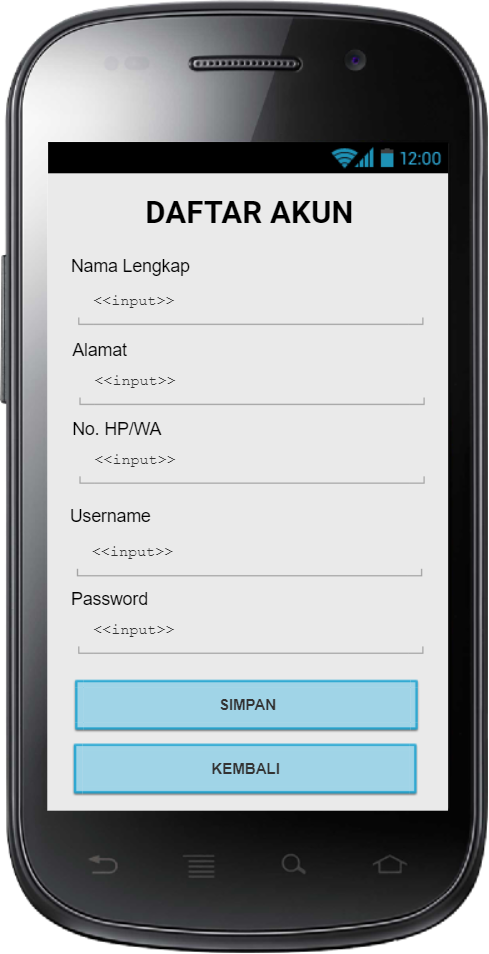 12:00
DAFTAR AKUN
Nama Lengkap
<<input>>
Alamat
<<input>>
No. HP/WA
<<input>>
Username
<<input>>
Password
<<input>>
SIMPAN
KEMBALI